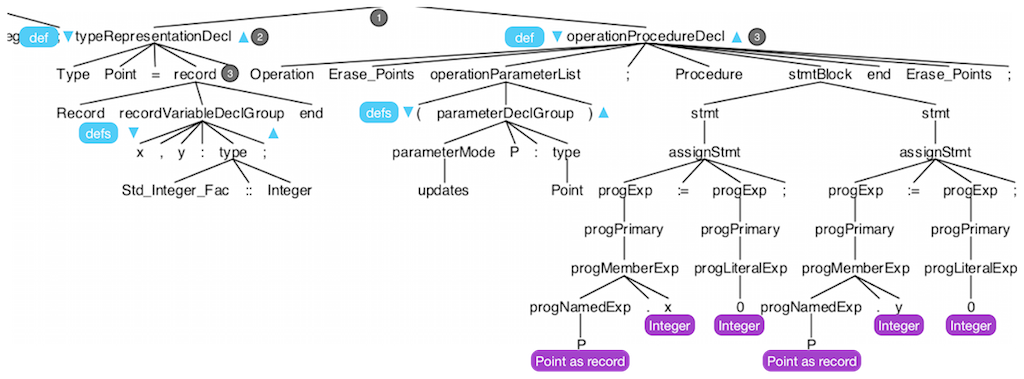 1
eg ; def typeRepresentationDecl 2 def operationProcedureDecl 3
Type Point = record 3 Operation Erase_Points operationParameterList ; Procedure stmtBlock end Erase_Points ;
Record recordVariableDeclGroup end defs ( parameterDeclGroup ) stmt stmt
defs
x , y : type ; parameterMode P : type assignStmt assignStmt
Std_Integer_Fac :: Integer updates Point progExp := progExp ; progExp := progExp ;
progPrimary progPrimary progPrimary progPrimary
progMemberExp progLiteralExp progMemberExp progLiteralExp
progNamedExp . x 0 progNamedExp . y 0
Integer Integer Integer Integer
P P
Point as record Point as record